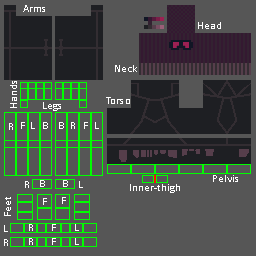 Arms
Head
Neck
Hands
Legs
Torso
R F L B B R F L
R B B L
Inner-thigh
Pelvis
Feet
F F
L R F L
R R F L